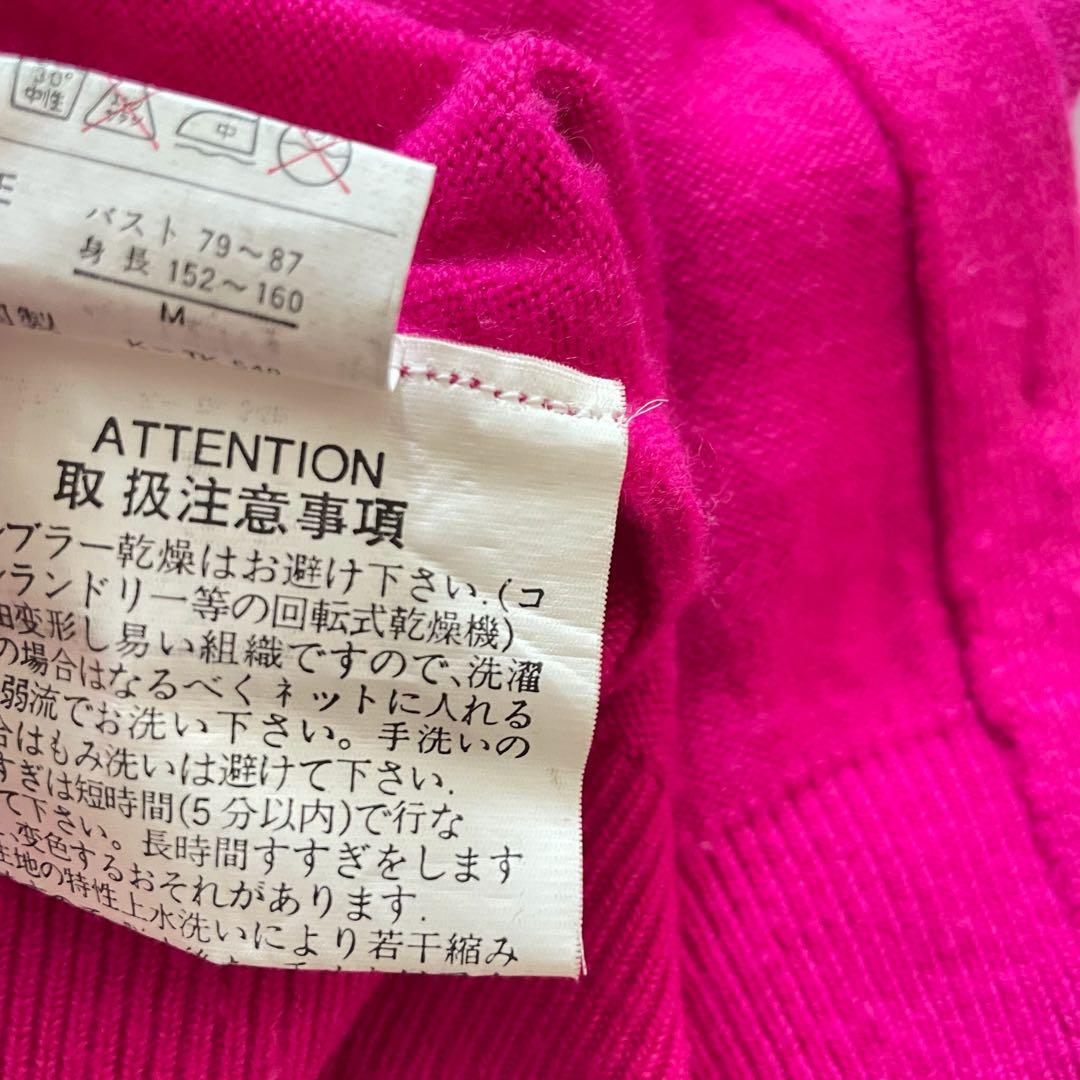 30°
中性
中
バスト 79～87
身長 152～160
M
ATTENTION
取扱注意事項
ブラー乾燥はお避け下さい.(コ
ランドリー等の回転式乾燥機)
変形し易い組織ですので、洗濯
の場合はなるべくネットに入れる
弱流でお洗い下さい。手洗いの
合はもみ洗いは避けて下さい.
すぎは短時間(5分以内)で行な
て下さい。長時間すすぎをします
、変色するおそれがあります.
生地の特性上水洗いにより若干縮み